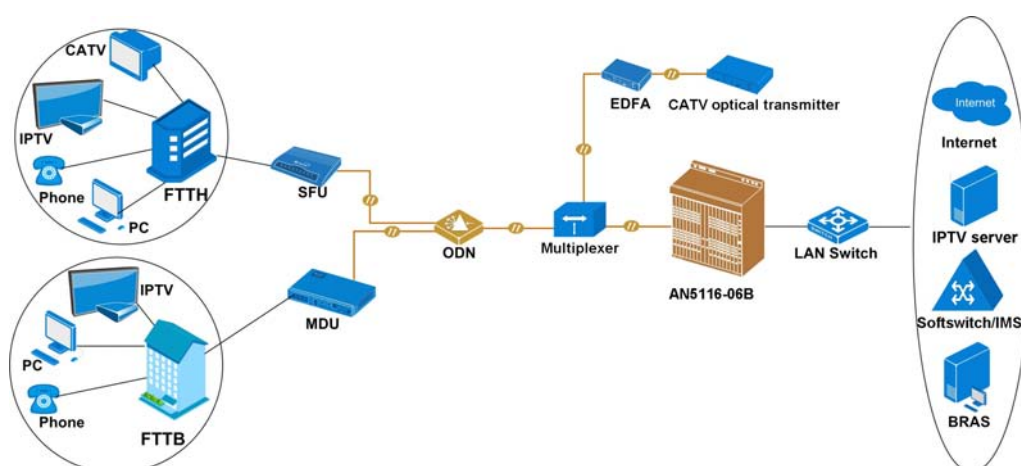 CATV
IPTV
Phone
PC
FTTH
SFU
EDFA
CATV optical transmitter
Internet
Internet
ODN
Multiplexer
AN5116-06B
LAN Switch
IPTV server
Softswitch/IMS
BRAS
MDU
IPTV
PC
Phone
FTTB